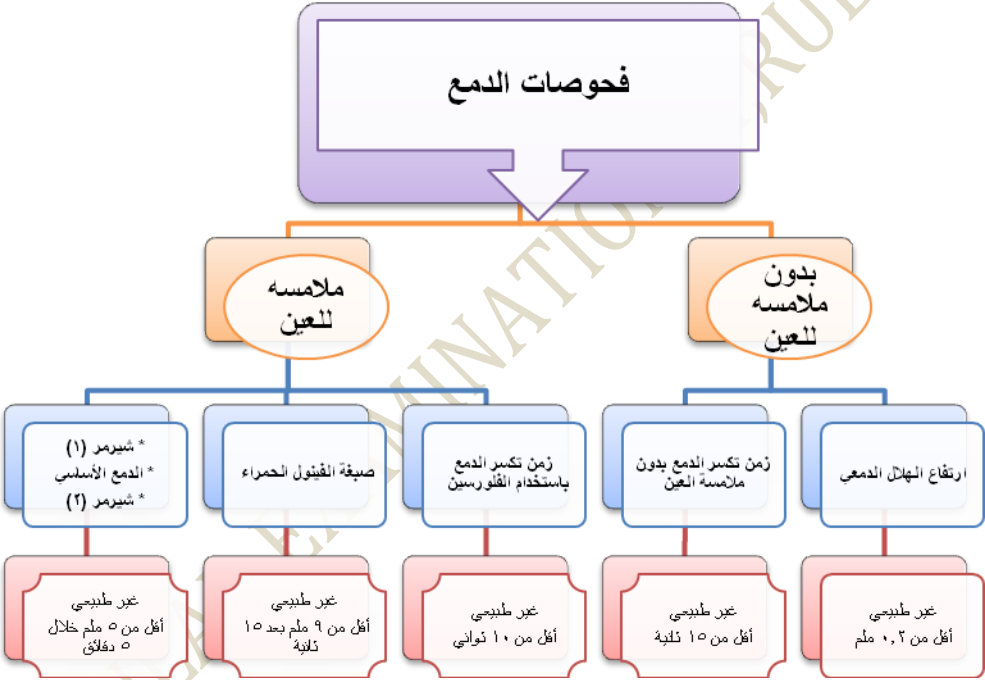 فحوصات الدمع
بدون
ملامسه
للعين
ملامسه
للعين
ارتفاع الهلال الدمعي
زمن تكسر الدمع بدون
ملامسة العين
زمن تكسر الدمع
باستخدام الفلورسين
صبغة الفينول الحمراء
* شيرمر (١)
* الدمع الأساسي
* شيرمر (٢)
غير طبيعي
أقل من ٠,٢ ملم
غير طبيعي
أقل من ١٥ ثانية
غير طبيعي
أقل من ١٠ ثواني
غير طبيعي
أقل من ٩ ملم بعد ١٥
ثانية
غير طبيعي
أقل من ٥ ملم خلال
٥ دقائق
EXAMINATION